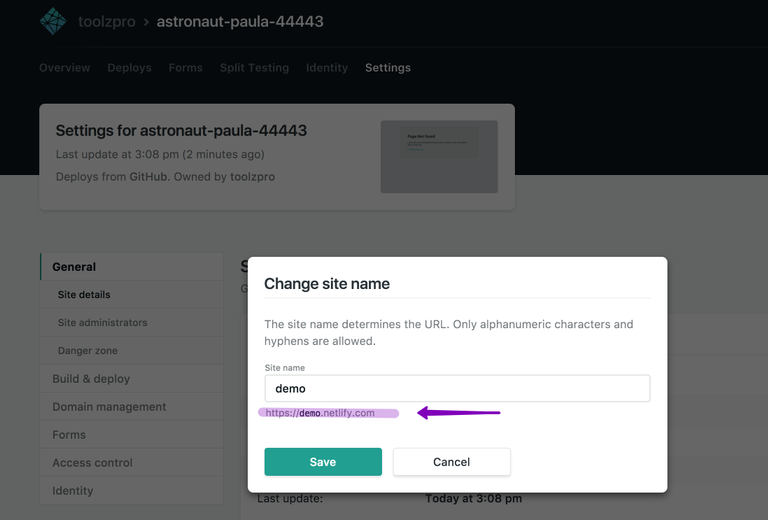 toolzpro > astronaut-paula-44443
Overview Deploys Forms Split Testing Identity Settings
Settings for astronaut-paula-44443
Last update at 3:08 pm (2 minutes ago)
Deploys from GitHub. Owned by toolzpro
General
Site details
Site administrators
Danger zone
Build & deploy
Domain management
Forms
Access control
Identity
Change site name
The site name determines the URL. Only alphanumeric characters and
hyphens are allowed.
Site name
demo
https://demo.netlify.com
Save Cancel
Last update: Today at 3:08 pm